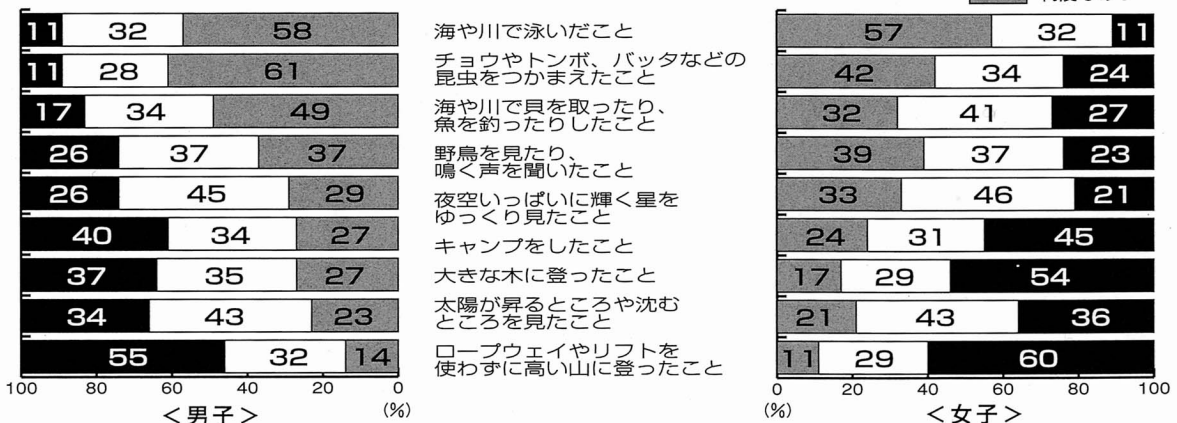 11 32 58 海や川で泳いだこと 57 32 11
11 28 61 チョウやトンボ、バッタなどの
昆虫をつかまえたこと 42 34 24
17 34 49 海や川で貝を取ったり、
魚を釣ったりしたこと 32 41 27
26 37 37 野鳥を見たり、
鳴く声を聞いたこと 39 37 23
26 45 29 夜空いっぱいに輝く星を
ゆっくり見たこと 33 46 21
40 34 27 キャンプをしたこと 24 31 45
37 35 27 大きな木に登ったこと 17 29 54
34 43 23 太陽が昇るところや沈む
ところを見たこと 21 43 36
55 32 14 ロープウェイやリフトを
使わずに高い山に登ったこと 11 29 60
100 80 60 40 20 0 (%) (%) 0 20 40 60 80 100
<男子> <女子>